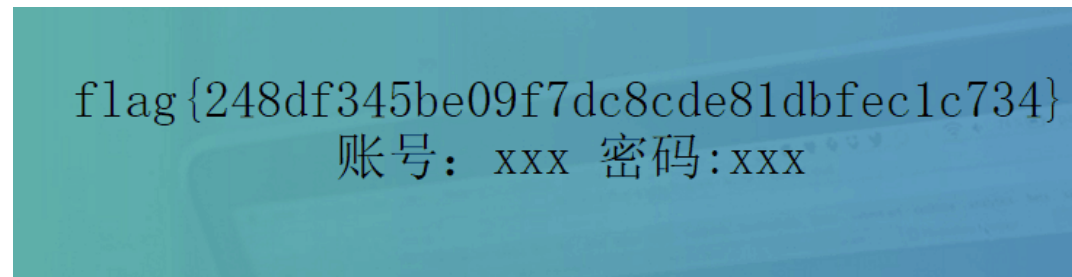 flag{248df345be09f7dc8cde81dbfec1c734}
账号：xxx 密码:xxx